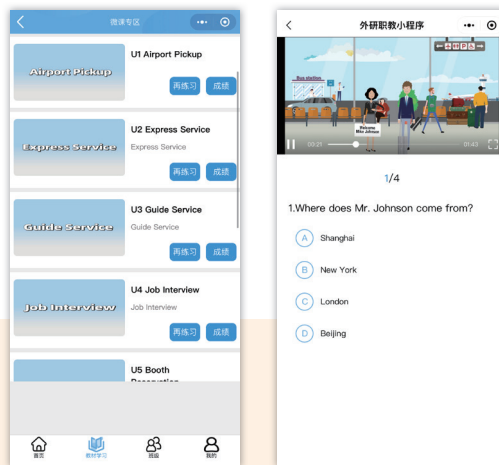 微课专区
Airport Pickup
U1 Airport Pickup
再练习 成绩
Express Service
U2 Express Service
Express Service
再练习 成绩
Guide Service
U3 Guide Service
Guide Service
再练习 成绩
Job Interview
U4 Job Interview
Job Interview
再练习 成绩
U5 Booth
首页 教材学习 班级 我的
外研职教小程序
Bus station
Welcome
Miss Johnson
00:21 01:43
1/4
1.Where does Mr. Johnson come from?
A Shanghai
B New York
C London
D Beijing